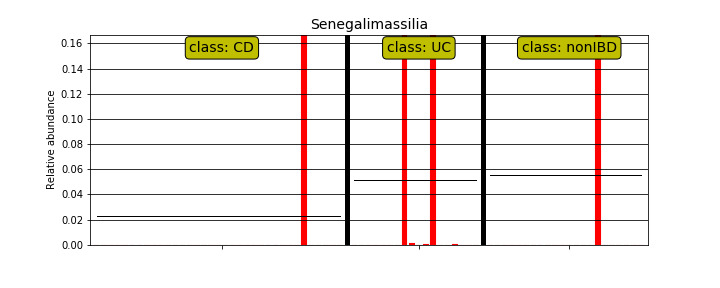 Senegalimassilia
class: CD
class: UC
class: nonIBD
Relative abundance
0.16
0.14
0.12
0.10
0.08
0.06
0.04
0.02
0.00